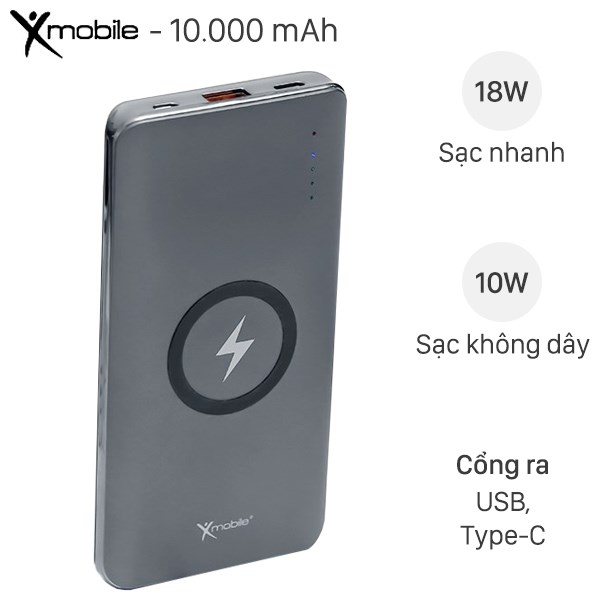 Xmobile - 10.000 mAh
18W
Sạc nhanh
10W
Sạc không dây
Cổng ra
USB,
Type-C
Xmobile®